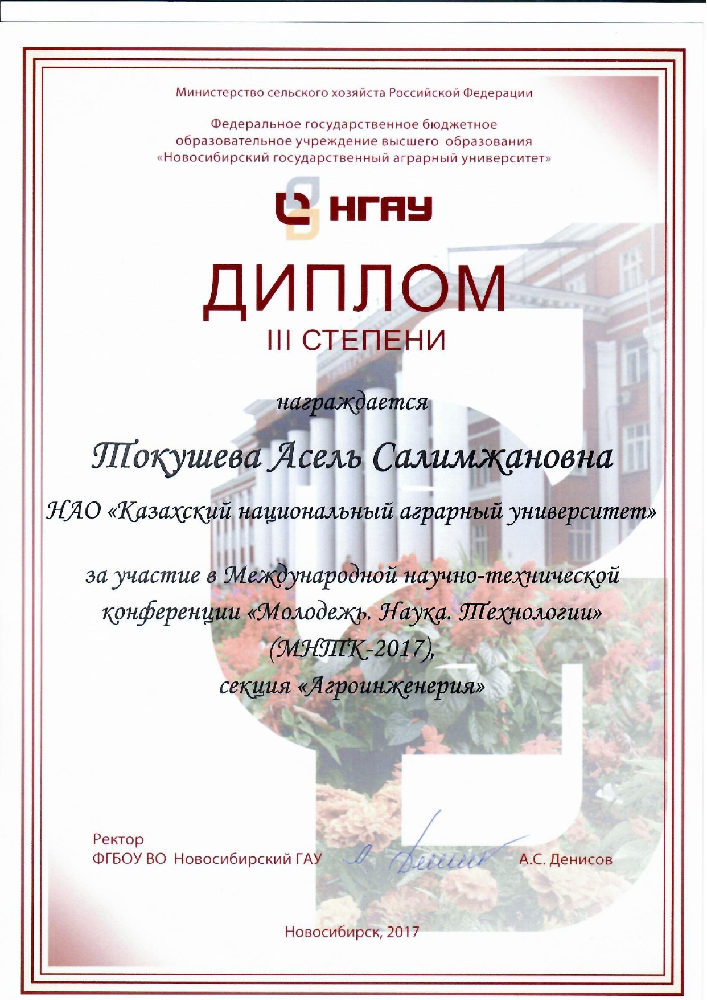 Министерство сельского хозяйста Российской Федерации
Федеральное государственное бюджетное
образовательное учреждение высшего образования
«Новосибирский государственный аграрный университет»
НГАУ
ДИПЛОМ
III СТЕПЕНИ
награждается
Токушева Асель Салимжановна
НАО «Казахский национальный аграрный университет»
за участие в Международной научно-технической
конференции «Молодежь. Наука. Технологии»
(МНТК-2017),
секция «Агроинженерия»
Ректор
ФГБОУ ВО Новосибирский ГАУ
А.С. Денисов
Новосибирск, 2017